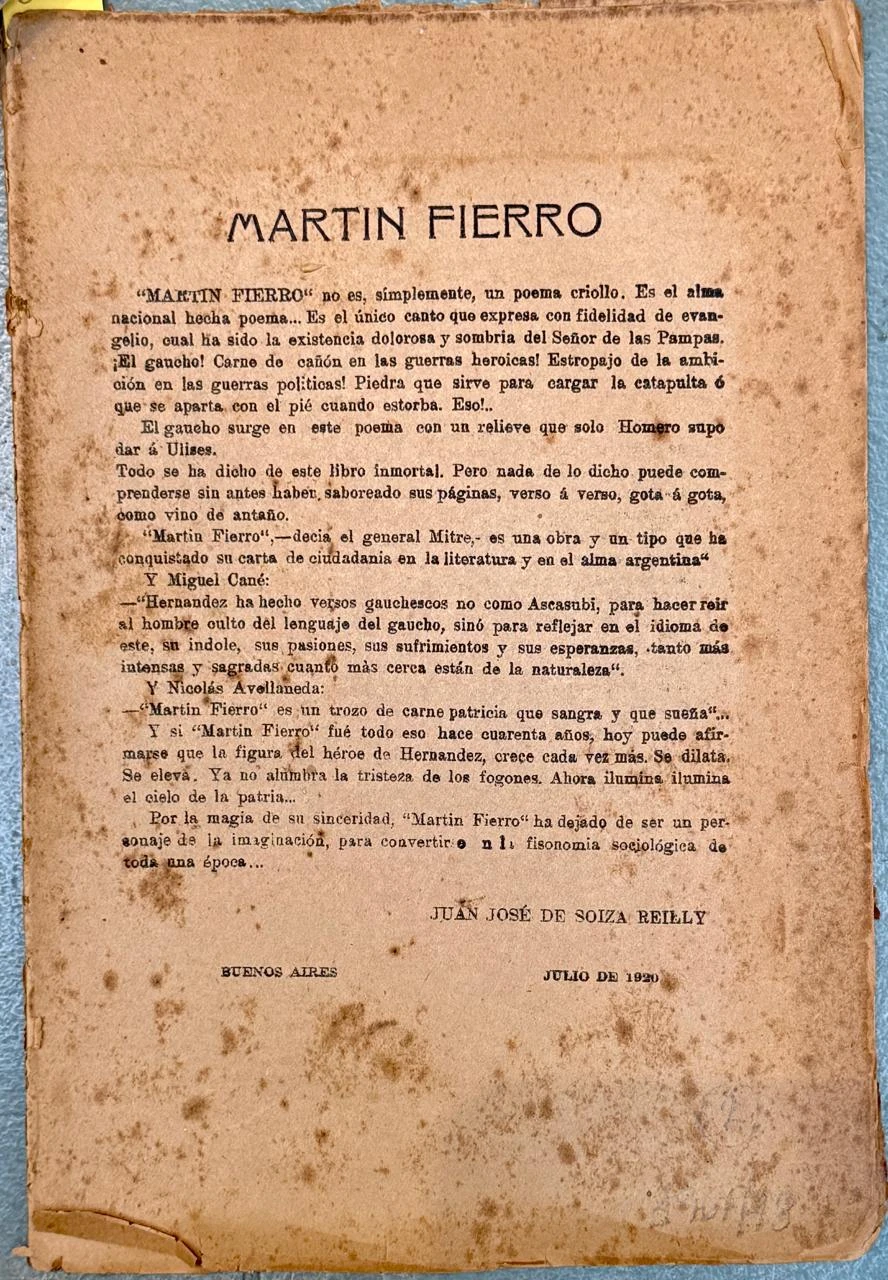 MARTIN FIERRO
"MARTIN FIERRO“ no es, símplemente, un poema criollo. Es el alma
nacional hecha poema... Es el único canto que expresa con fidelidad de evan-
gelio, cual ha sido la existencia dolorosa y sombria del Señor de las Pampas.
¡El gaucho! Carne de cañón en las guerras heroicas! Estropajo de la ambi-
ción en las guerras politicas! Piedra que sirve para cargar la catapulta ó
que se aparta con el pié cuando estorba. Eso!..
El gaucho surge en este poema con un relieve que solo Homero supo
dar á Ulises.
Todo se ha dicho de este libro inmortal. Pero nada de lo dicho puede com-
prenderse sin antes haber saboreado sus páginas, verso á verso, gota á gota,
como vino de antaño.
"Martin Fierro",—decia el general Mitre,- es una obra y un tipo que ha
conquistado su carta de ciudadania en la literatura y en el alma argentina“
Y Miguel Cané:
—"Hernandez ha hecho versos gauchescos no como Ascasubi, para hacer reir
al hombre culto del lenguaje del gaucho, sinó para reflejar en el idioma de
este, su indole, sus pasiones, sus sufrimientos y sus esperanzas, tanto más
intensas y sagradas cuanto màs cerca están de la naturaleza“.
Y Nicolás Avellaneda:
—"Martin Fierro“ es un trozo de carne patricia que sangra y que sueña“...
Y si "Martin Fierro“ fué todo eso hace cuarenta años, hoy puede afir-
marse que la figura del héroe de Hernandez, crece cada vez más. Se dilata.
Se eleva. Ya no alumbra la tristeza de los fogones. Ahora ilumina ilumina
el cielo de la patria...
Por la magia de su sinceridad, "Martin Fierro“ ha dejado de ser un per-
sonaje de la imaginación, para fisonomia sociológica de
toda una época...
JUAN JOSÉ DE SOIZA REILLY
BUENOS AIRES
JULIO DE 1920